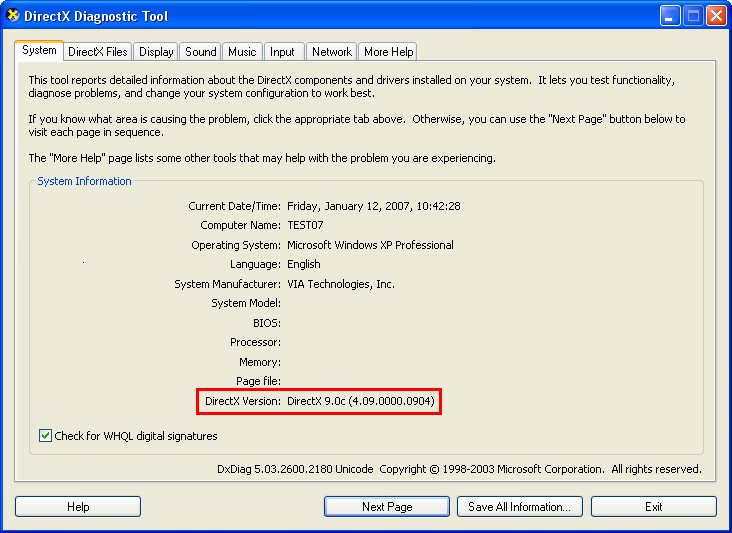 DirectX Diagnostic Tool
System DirectX Files Display Sound Music Input Network More Help
This tool reports detailed information about the DirectX components and drivers installed on your system. It lets you test functionality,
diagnose problems, and change your system configuration to work best.
If you know what area is causing the problem, click the appropriate tab above. Otherwise, you can use the "Next Page" button below to
visit each page in sequence.
The "More Help" page lists some other tools that may help with the problem you are experiencing.
System Information
Current Date/Time: Friday, January 12, 2007, 10:42:28
Computer Name: TEST07
Operating System: Microsoft Windows XP Professional
Language: English
System Manufacturer: VIA Technologies, Inc.
System Model:
BIOS:
Processor:
Memory:
Page file:
DirectX Version: DirectX 9.0c (4.09.0000.0904)
Check for WHQL digital signatures
DxDiag 5.03.2600.2180 Unicode Copyright © 1998-2003 Microsoft Corporation. All rights reserved.
Help Next Page Save All Information... Exit